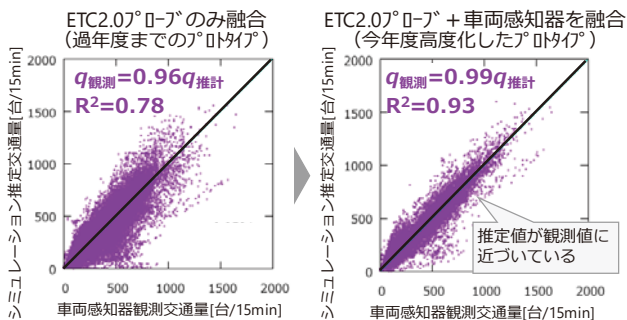 ETC2.0ﾌﾟﾛｰﾌﾞのみ融合
（過年度までのﾌﾟﾛﾄﾀｲﾌﾟ）
シミュレーション推定交通量[台/15min]
2000
1500
1000
500
0
q観測=0.96q推計
R²=0.78
0
500
1000
1500
2000
車両感知器観測交通量[台/15min]
ETC2.0ﾌﾟﾛｰﾌﾞ＋車両感知器を融合
（今年度高度化したﾌﾟﾛﾄﾀｲﾌﾟ）
シミュレーション推定交通量[台/15min]
2000
1500
1000
500
0
q観測=0.99q推計
R²=0.93
推定値が観測値に
近づいている
0
500
1000
1500
2000
車両感知器観測交通量[台/15min]